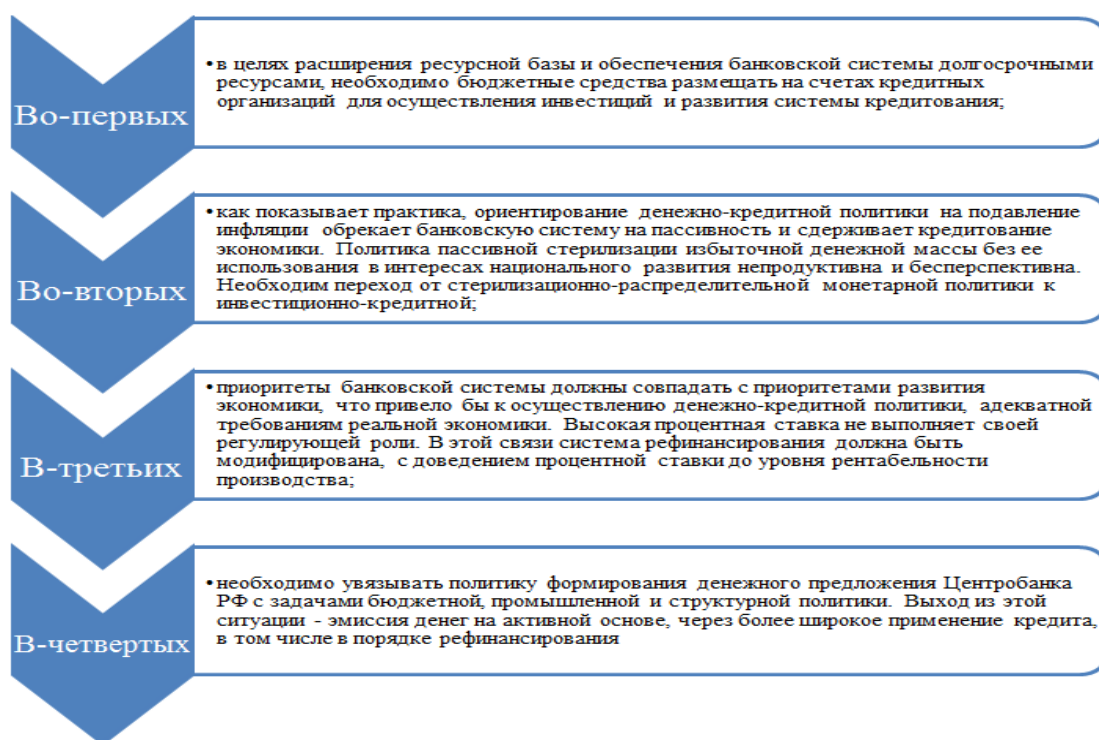 Во-первых
•в целях расширения ресурсной базы и обеспечения банковской системы долгосрочными
ресурсами, необходимо бюджетные средства размещать на счетах кредитных
организаций для осуществления инвестиций и развития системы кредитования;
Во-вторых
•как показывает практика, ориентирование денежно-кредитной политики на подавление
инфляции обрекает банковскую систему на пассивность и сдерживает кредитование
экономики. Политика пассивной стерилизации избыточной денежной массы без ее
использования в интересах национального развития непродуктивна и бесперспективна.
Необходим переход от стерилизационно-распределительной монетарной политики к
инвестиционно-кредитной;
В-третьих
•приоритеты банковской системы должны совпадать с приоритетами развития
экономики, что привело бы к осуществлению денежно-кредитной политики, адекватной
требованиям реальной экономики. Высокая процентная ставка не выполняет своей
регулирующей роли. В этой связи система рефинансирования должна быть
модифицирована, с доведением процентной ставки до уровня рентабельности
производства;
В-четвертых
•необходимо увязывать политику формирования денежного предложения Центробанка
РФ с задачами бюджетной, промышленной и структурной политики. Выход из этой
ситуации - эмиссия денег на активной основе, через более широкое применение кредита,
в том числе в порядке рефинансирования